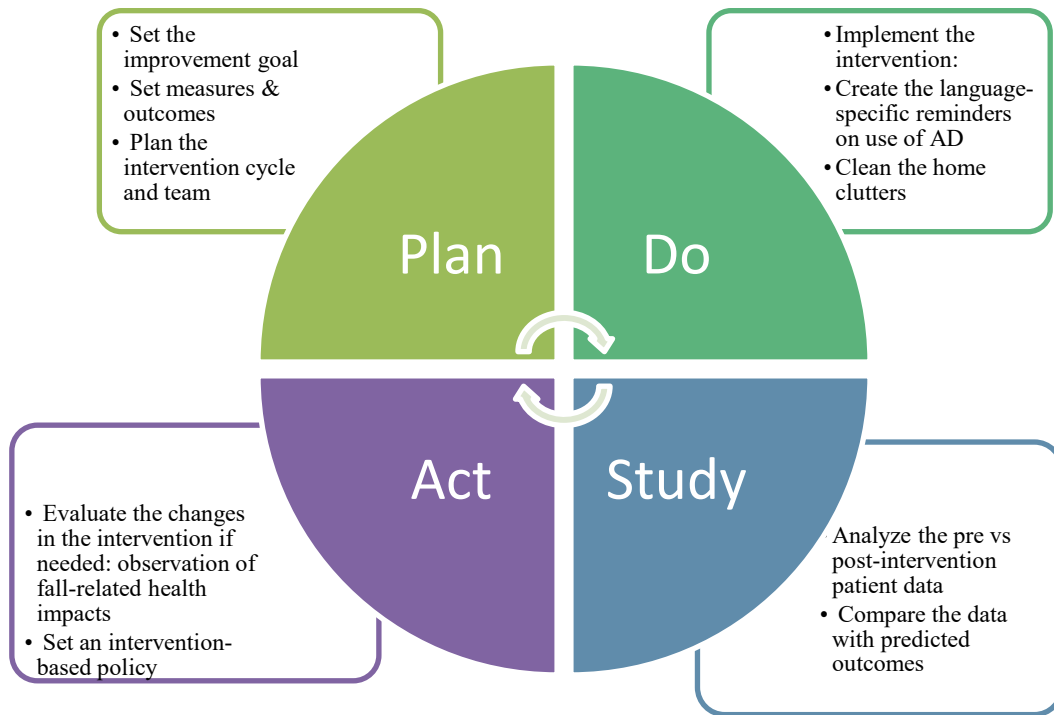 • Set the
improvement goal
• Set measures &
outcomes
• Plan the
intervention cycle
and team
Plan
• Implement the
intervention:
• Create the language-
specific reminders
on use of AD
• Clean the home
clutters
Do
• Evaluate the changes
in the intervention if
needed: observation of
fall-related health
impacts
• Set an intervention-
based policy
Act
• Analyze the pre vs
post-intervention
patient data
• Compare the data
with predicted
outcomes
Study